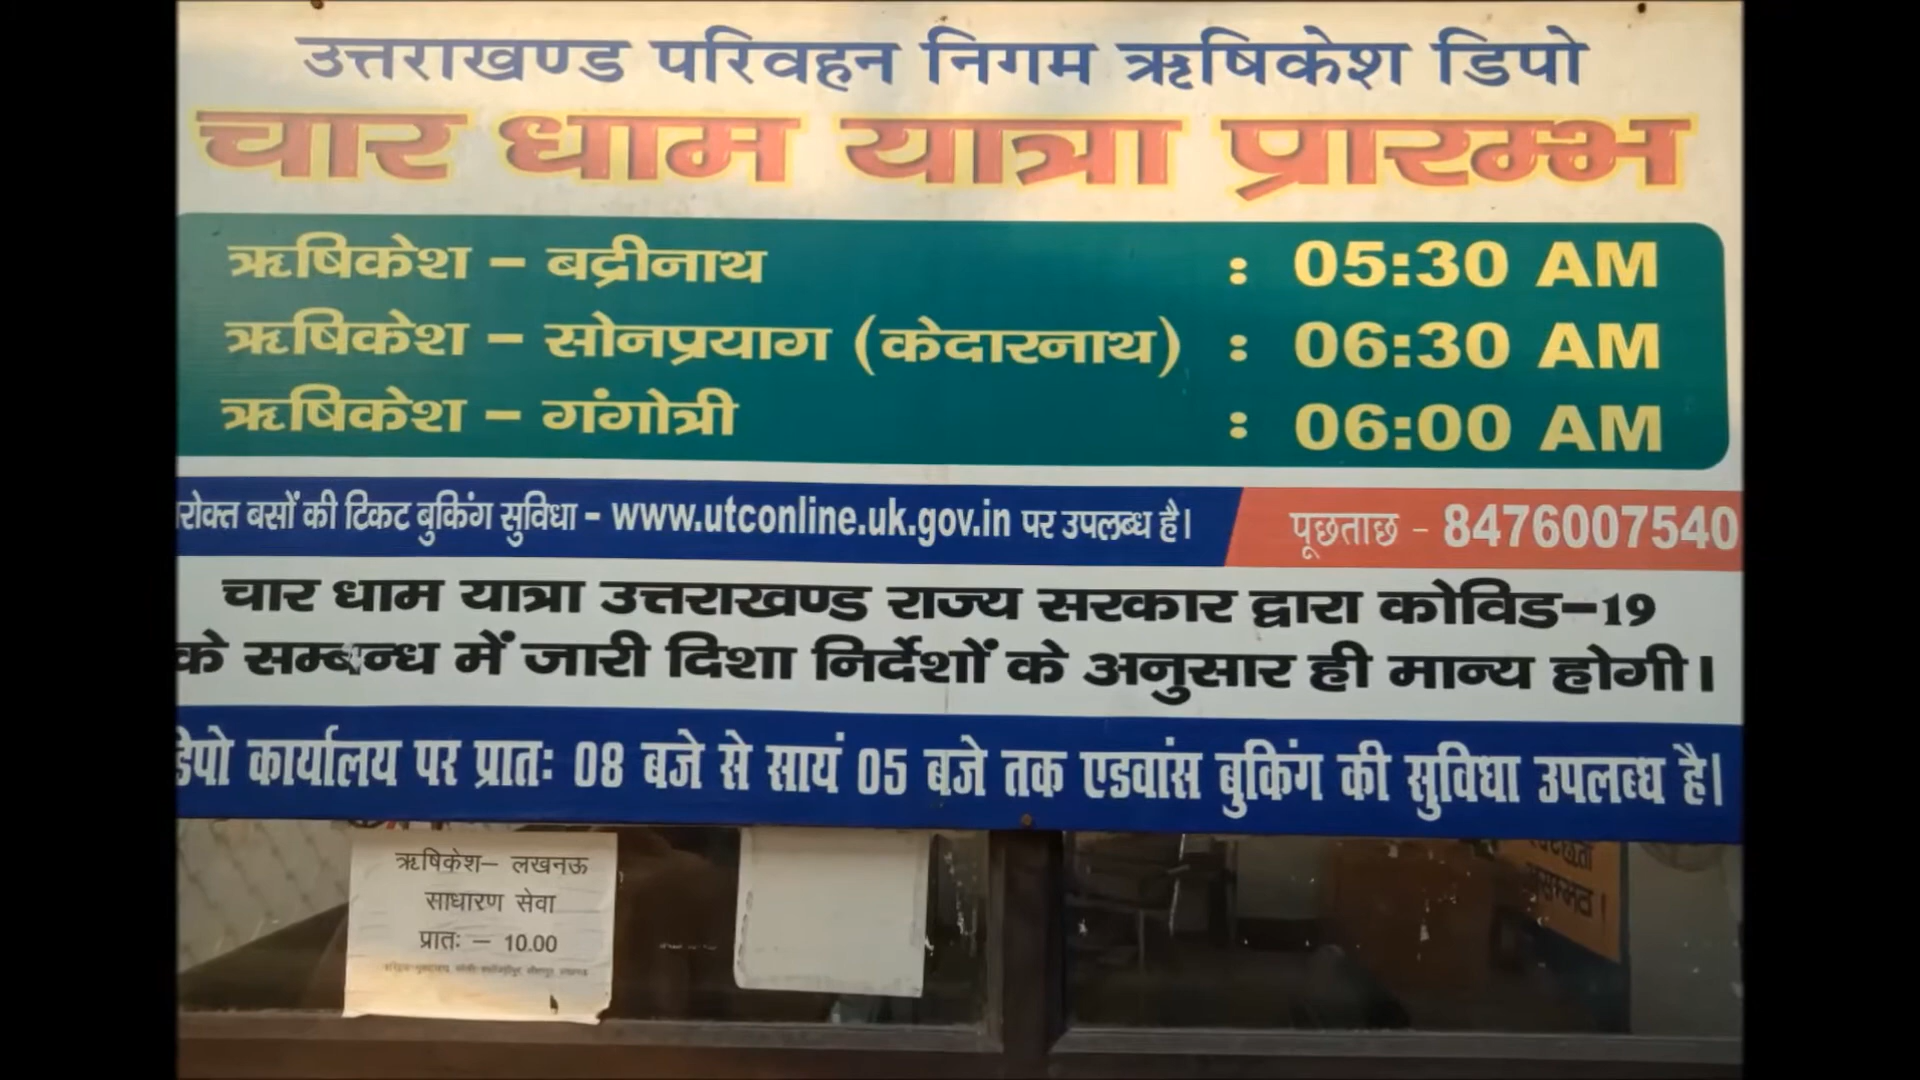 उत्तराखण्ड परिवहन निगम ऋषिकेश डिपो
चार धाम यात्रा प्रारम्भ
ऋषिकेश – बद्रीनाथ : 05:30 AM
ऋषिकेश – सोनप्रयाग (केदारनाथ) : 06:30 AM
ऋषिकेश – गंगोत्री : 06:00 AM
रोक्त बसों की टिकट बुकिंग सुविधा - www.utconline.uk.gov.in पर उपलब्ध है। पूछताछ - 8476007540
चार धाम यात्रा उत्तराखण्ड राज्य सरकार द्वारा कोविड-19
के सम्बन्ध में जारी दिशा निर्देशों के अनुसार ही मान्य होगी।
डिपो कार्यालय पर प्रातः 08 बजे से सायं 05 बजे तक एडवांस बुकिंग की सुविधा उपलब्ध है।
ऋषिकेश– लखनऊ
साधारण सेवा
प्रातः – 10.00